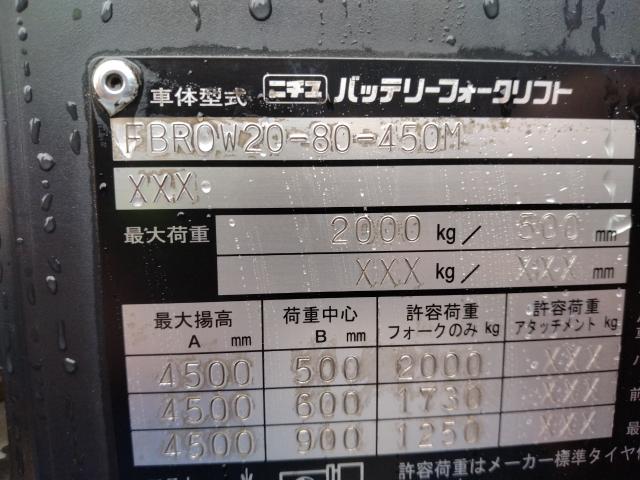 車体型式 ニチユ バッテリーフォークリフト
FBROW20-80-450M
XXX
最大荷重 2000 kg／ 500 mm
XXX kg／ XXX mm
最大揚高 荷重中心 許容荷重 許容荷重
A mm B mm フォークのみ kg アタッチメント kg
4500 500 2000 XXX
4500 600 1730 XXX
4500 900 1250 XXX
前
最
許容荷重はメーカー標準タイヤ